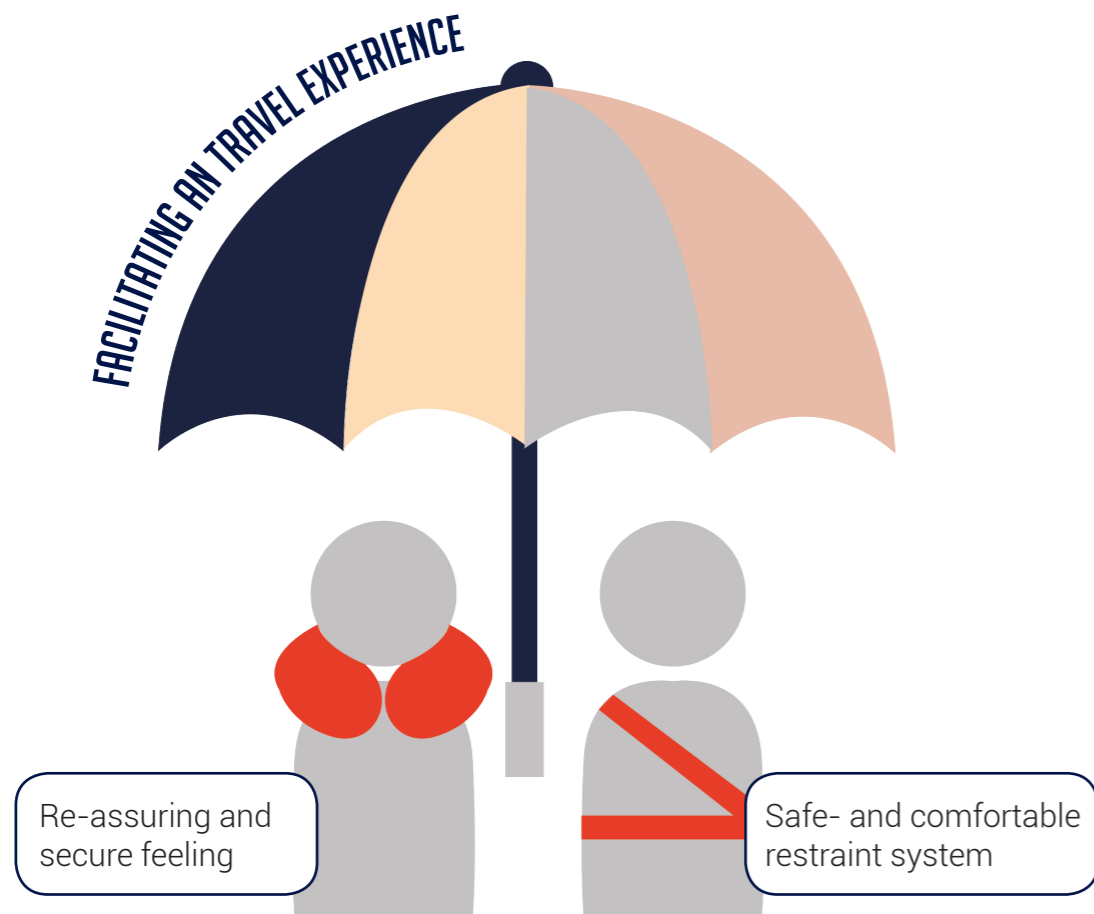 FACILITATING AN TRAVEL EXPERIENCE
Re-assuring and
secure feeling
Safe- and comfortable
restraint system